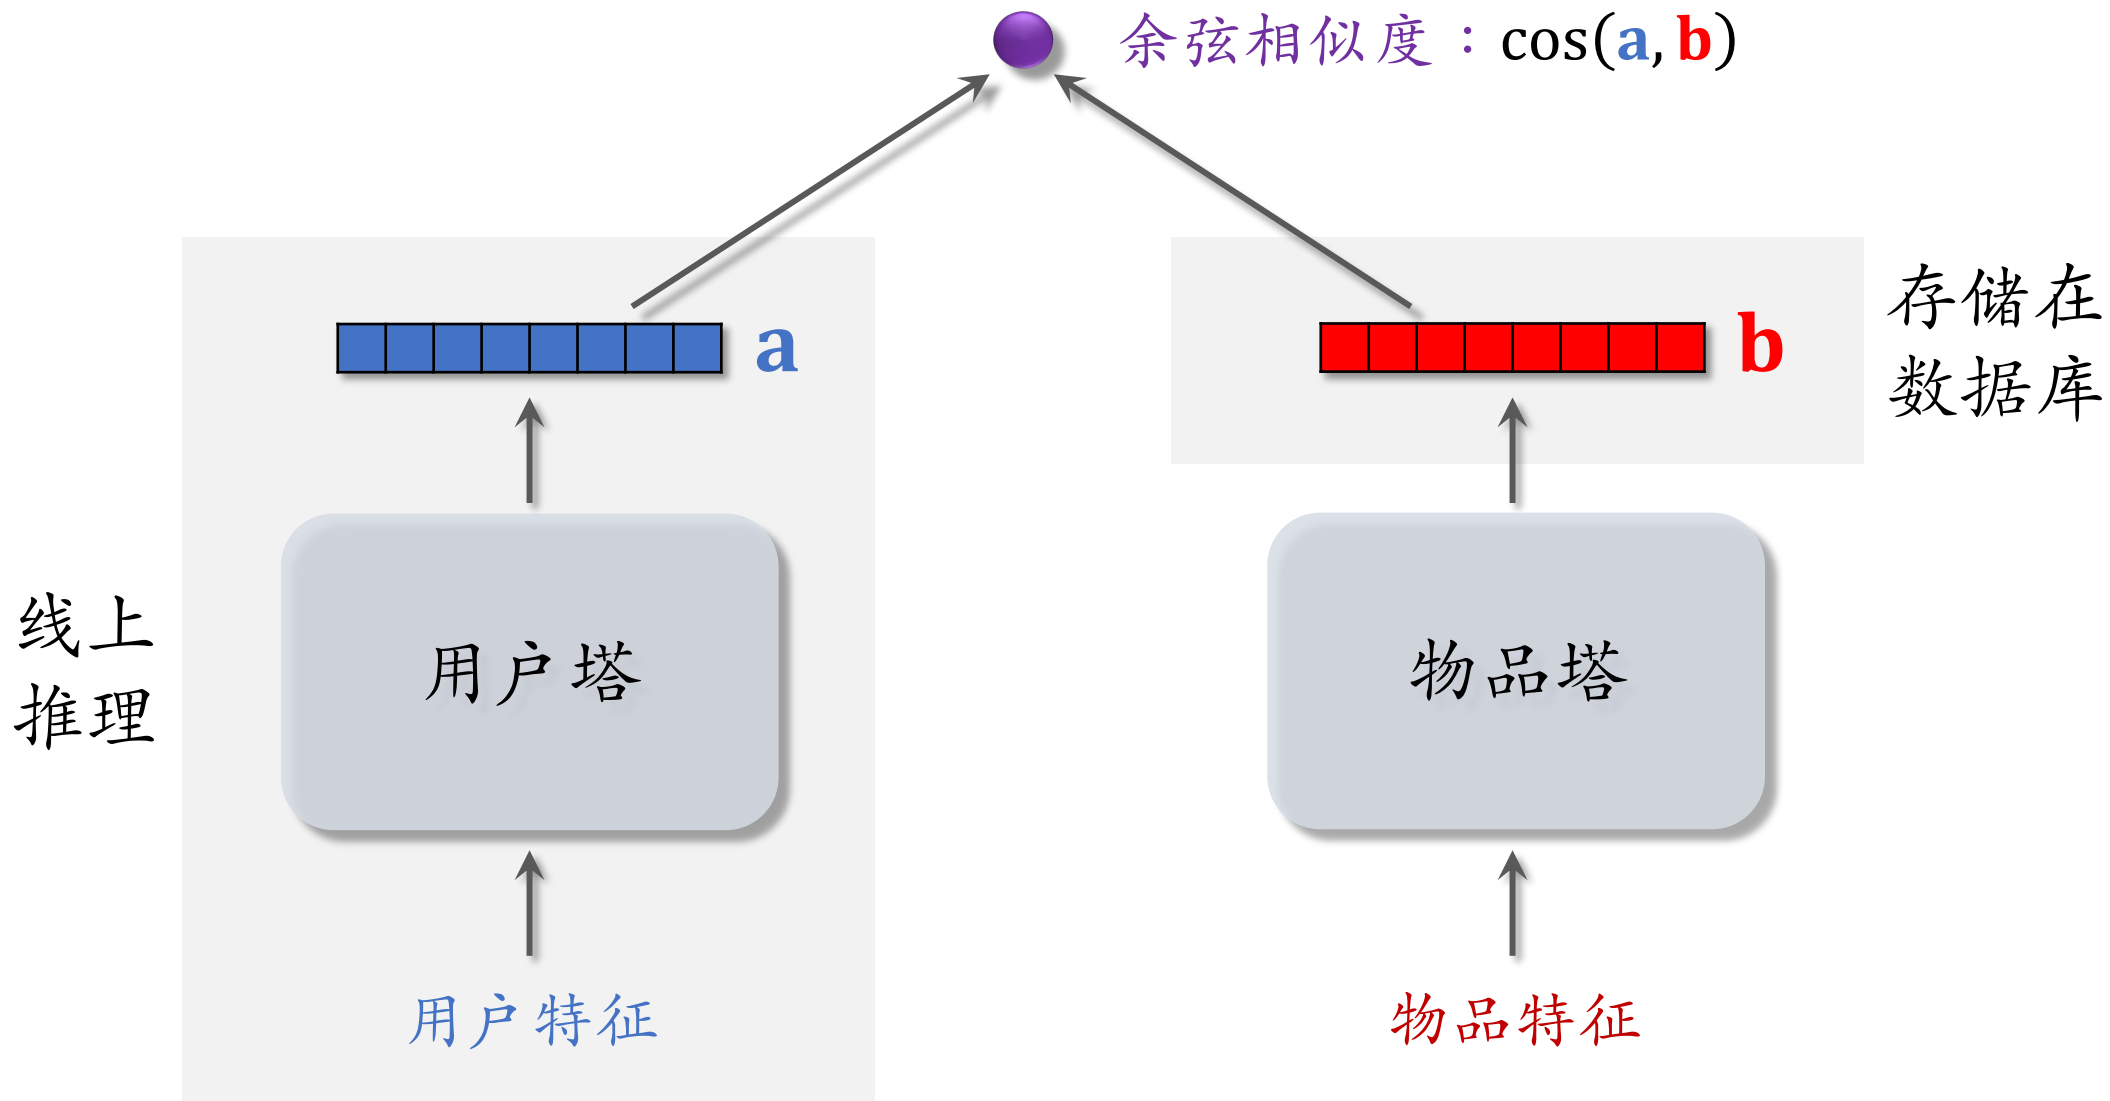 余弦相似度：cos(a, b)
a
b
存储在
数据库
线上
推理
用户塔
物品塔
用户特征
物品特征